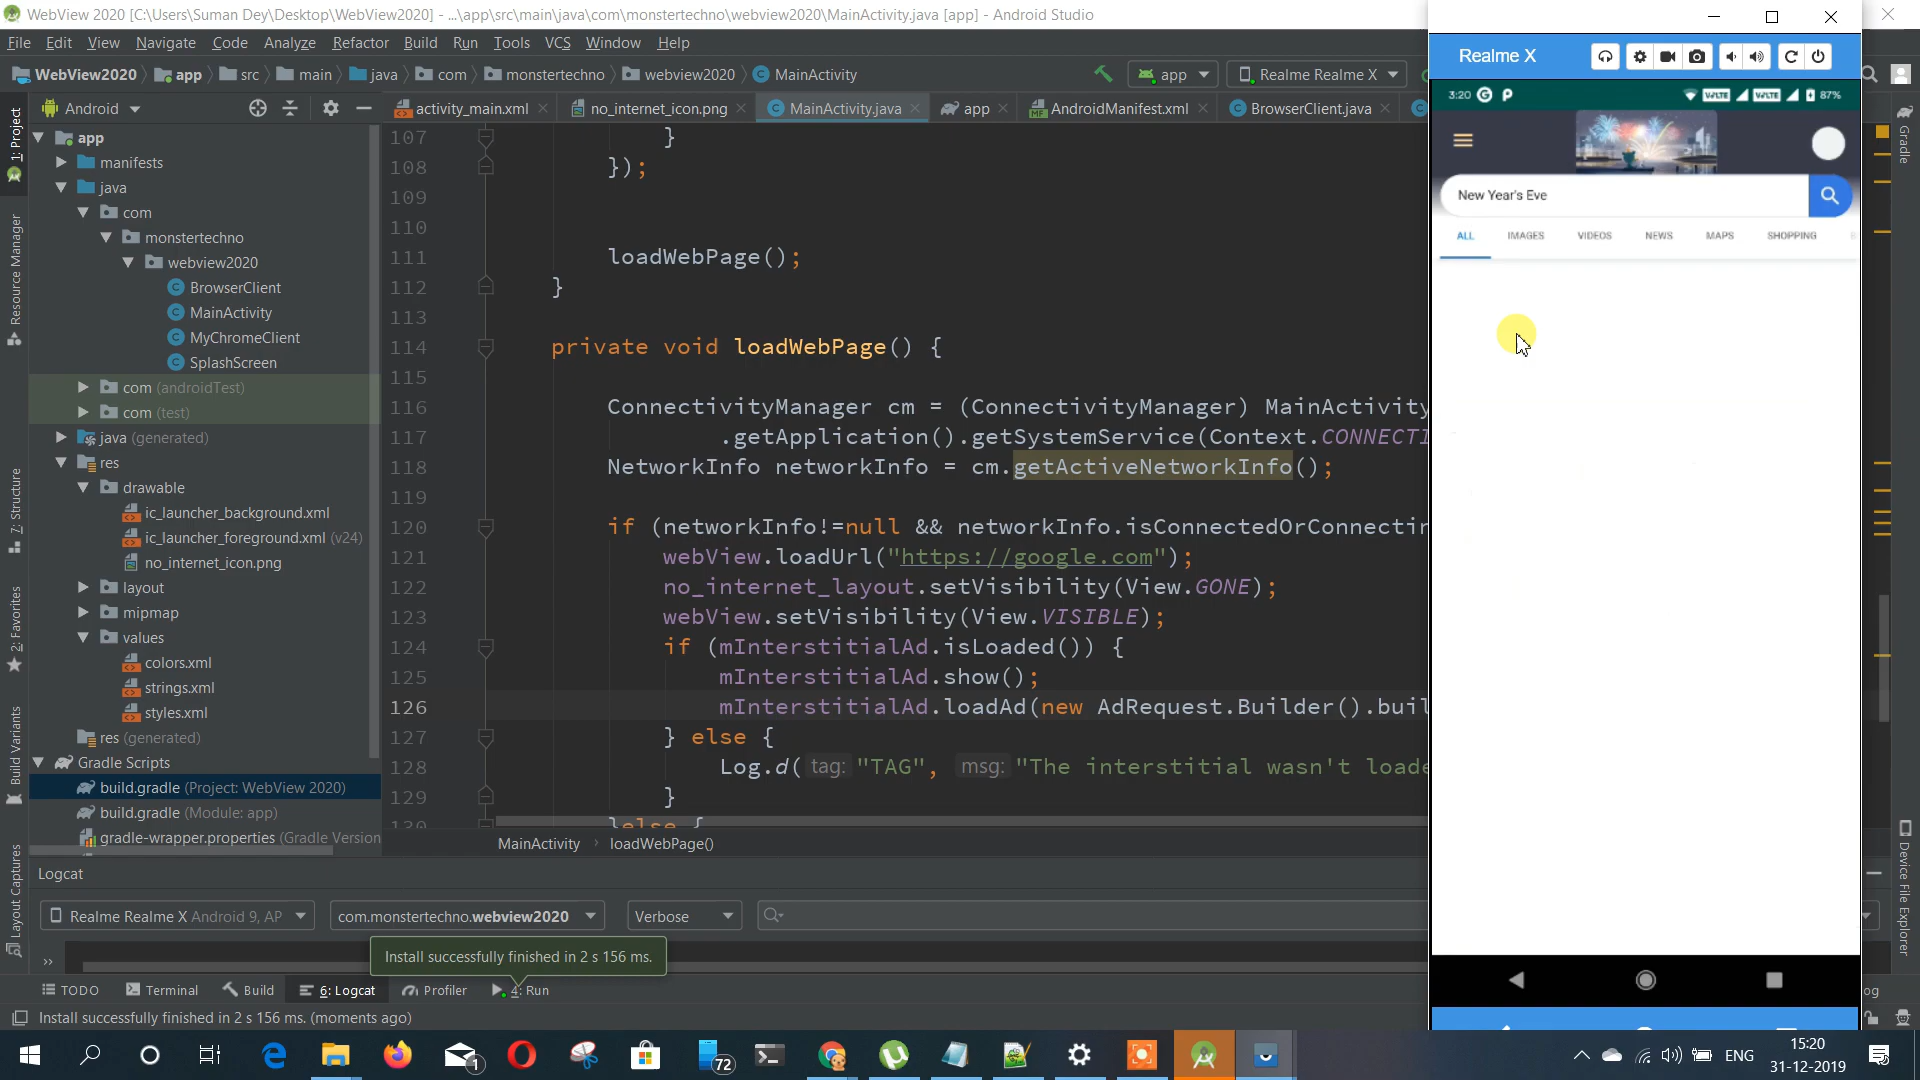 WebView 2020 [C:\Users\Suman Dey\Desktop\WebView2020] - ...\app\src\main\java\com\monstertechno\webview2020\MainActivity.java [app] - Android Studio
File Edit View Navigate Code Analyze Refactor Build Run Tools VCS Window Help
WebView2020 app src main java com monstertechno webview2020 MainActivity
app Realme Realme X
Android
activity_main.xml no_internet_icon.png MainActivity.java app AndroidManifest.xml BrowserClient.java
1: Project
Resource Manager
7: Structure
2: Favorites
Build Variants
Layout Captures
app
manifests
java
com
monstertechno
webview2020
BrowserClient
MainActivity
MyChromeClient
SplashScreen
com (androidTest)
com (test)
java (generated)
res
drawable
ic_launcher_background.xml
ic_launcher_foreground.xml (v24)
no_internet_icon.png
layout
mipmap
values
colors.xml
strings.xml
styles.xml
res (generated)
Gradle Scripts
build.gradle (Project: WebView 2020)
build.gradle (Module: app)
gradle-wrapper.properties (Gradle Version
107 }
108 });
109
110
111 loadWebPage();
112 }
113
114 private void loadWebPage() {
115
116 ConnectivityManager cm = (ConnectivityManager) MainActivity
117 .getApplication().getSystemService(Context.CONNECTI
118 NetworkInfo networkInfo = cm.getActiveNetworkInfo();
119
120 if (networkInfo!=null && networkInfo.isConnectedOrConnectin
121 webView.loadUrl("https://google.com");
122 no_internet_layout.setVisibility(View.GONE);
123 webView.setVisibility(View.VISIBLE);
124 if (mInterstitialAd.isLoaded()) {
125 mInterstitialAd.show();
126 mInterstitialAd.loadAd(new AdRequest.Builder().buil
127 } else {
128 Log.d( tag: "TAG", msg: "The interstitial wasn't loade
129 }
130 }else {
MainActivity › loadWebPage()
Logcat
Realme Realme X Android 9, AP com.monstertechno.webview2020 Verbose
Install successfully finished in 2 s 156 ms.
TODO Terminal Build 6: Logcat Profiler 4: Run
Install successfully finished in 2 s 156 ms. (moments ago)
Realme X
3:20 VoLTE VoLTE 87%
New Year's Eve
ALL IMAGES VIDEOS NEWS MAPS SHOPPING
Gradle
Device File Explorer
og
1
72
ENG
15:20
31-12-2019